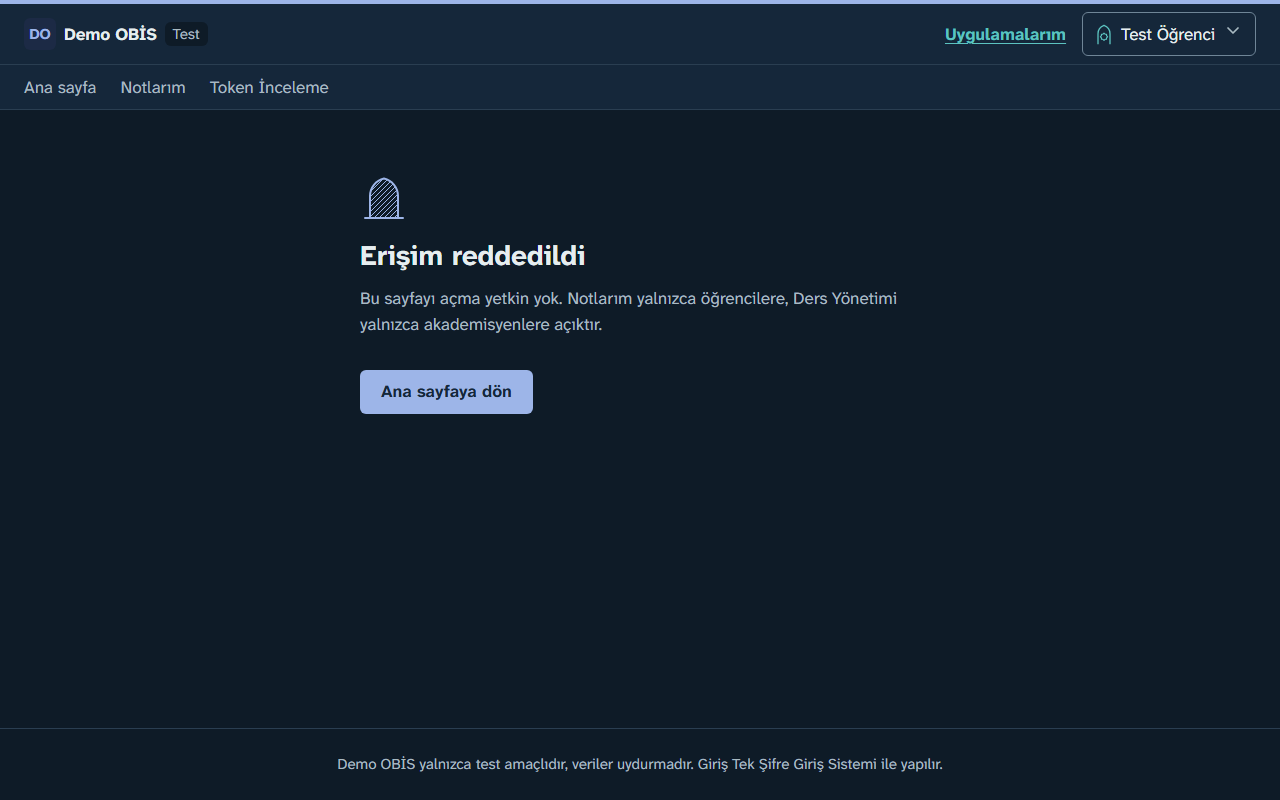 DO Demo OBİS Test Uygulamalarım Test Öğrenci
Ana sayfa Notlarım Token İnceleme
Erişim reddedildi
Bu sayfayı açma yetkin yok. Notlarım yalnızca öğrencilere, Ders Yönetimi
yalnızca akademisyenlere açıktır.
Ana sayfaya dön
Demo OBİS yalnızca test amaçlıdır, veriler uydurmadır. Giriş Tek Şifre Giriş Sistemi ile yapılır.